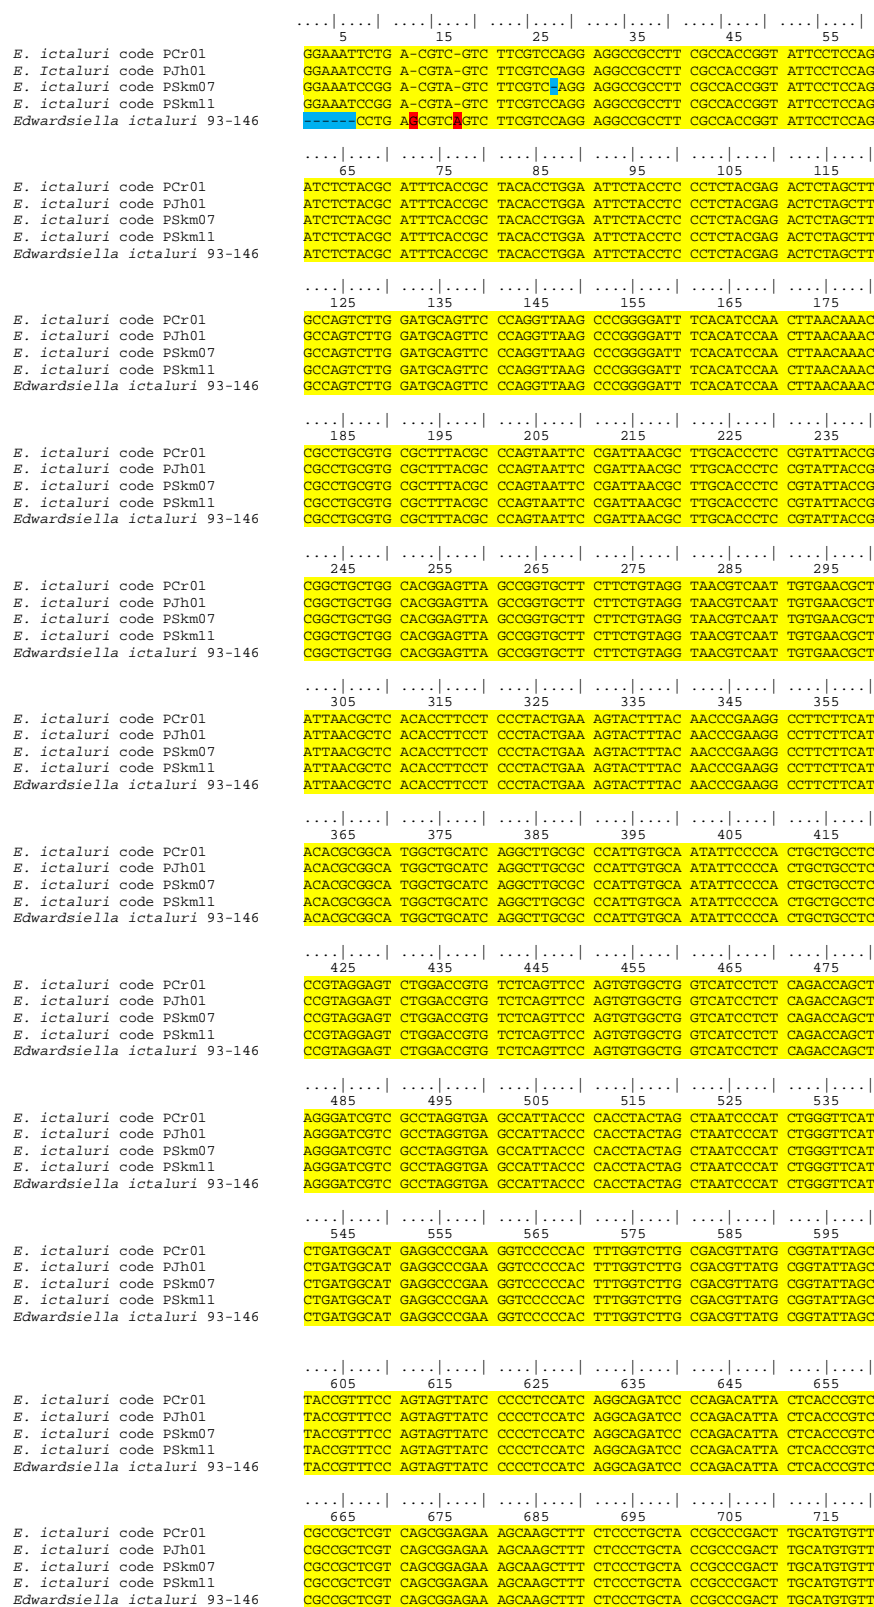 ....|....| ....|....| ....|....| ....|....| ....|....| ....|....|
5 15 25 35 45 55
E. ictaluri code PCr01 GGAAATTCTG A-CGTC-GTC TTCGTCCAGG AGGCCGCCTT CGCCACCGGT ATTCCTCCAG
E. Ictaluri code PJh01 GGAAATCCTG A-CGTA-GTC TTCGTCCAGG AGGCCGCCTT CGCCACCGGT ATTCCTCCAG
E. ictaluri code PSkm07 GGAAATCCGG A-CGTA-GTC TTCGTC-AGG AGGCCGCCTT CGCCACCGGT ATTCCTCCAG
E. ictaluri code PSkm11 GGAAATCCGG A-CGTA-GTC TTCGTCCAGG AGGCCGCCTT CGCCACCGGT ATTCCTCCAG
Edwardsiella ictaluri 93-146 ------CCTG AGCGTCAGTC TTCGTCCAGG AGGCCGCCTT CGCCACCGGT ATTCCTCCAG
....|....| ....|....| ....|....| ....|....| ....|....| ....|....|
65 75 85 95 105 115
E. ictaluri code PCr01 ATCTCTACGC ATTTCACCGC TACACCTGGA ATTCTACCTC CCTCTACGAG ACTCTAGCTT
E. ictaluri code PJh01 ATCTCTACGC ATTTCACCGC TACACCTGGA ATTCTACCTC CCTCTACGAG ACTCTAGCTT
E. ictaluri code PSkm07 ATCTCTACGC ATTTCACCGC TACACCTGGA ATTCTACCTC CCTCTACGAG ACTCTAGCTT
E. ictaluri code PSkm11 ATCTCTACGC ATTTCACCGC TACACCTGGA ATTCTACCTC CCTCTACGAG ACTCTAGCTT
Edwardsiella ictaluri 93-146 ATCTCTACGC ATTTCACCGC TACACCTGGA ATTCTACCTC CCTCTACGAG ACTCTAGCTT
....|....| ....|....| ....|....| ....|....| ....|....| ....|....|
125 135 145 155 165 175
E. ictaluri code PCr01 GCCAGTCTTG GATGCAGTTC CCAGGTTAAG CCCGGGGATT TCACATCCAA CTTAACAAAC
E. ictaluri code PJh01 GCCAGTCTTG GATGCAGTTC CCAGGTTAAG CCCGGGGATT TCACATCCAA CTTAACAAAC
E. ictaluri code PSkm07 GCCAGTCTTG GATGCAGTTC CCAGGTTAAG CCCGGGGATT TCACATCCAA CTTAACAAAC
E. ictaluri code PSkm11 GCCAGTCTTG GATGCAGTTC CCAGGTTAAG CCCGGGGATT TCACATCCAA CTTAACAAAC
Edwardsiella ictaluri 93-146 GCCAGTCTTG GATGCAGTTC CCAGGTTAAG CCCGGGGATT TCACATCCAA CTTAACAAAC
....|....| ....|....| ....|....| ....|....| ....|....| ....|....|
185 195 205 215 225 235
E. ictaluri code PCr01 CGCCTGCGTG CGCTTTACGC CCAGTAATTC CGATTAACGC TTGCACCCTC CGTATTACCG
E. ictaluri code PJh01 CGCCTGCGTG CGCTTTACGC CCAGTAATTC CGATTAACGC TTGCACCCTC CGTATTACCG
E. ictaluri code PSkm07 CGCCTGCGTG CGCTTTACGC CCAGTAATTC CGATTAACGC TTGCACCCTC CGTATTACCG
E. ictaluri code PSkm11 CGCCTGCGTG CGCTTTACGC CCAGTAATTC CGATTAACGC TTGCACCCTC CGTATTACCG
Edwardsiella ictaluri 93-146 CGCCTGCGTG CGCTTTACGC CCAGTAATTC CGATTAACGC TTGCACCCTC CGTATTACCG
....|....| ....|....| ....|....| ....|....| ....|....| ....|....|
245 255 265 275 285 295
E. ictaluri code PCr01 CGGCTGCTGG CACGGAGTTA GCCGGTGCTT CTTCTGTAGG TAACGTCAAT TGTGAACGCT
E. ictaluri code PJh01 CGGCTGCTGG CACGGAGTTA GCCGGTGCTT CTTCTGTAGG TAACGTCAAT TGTGAACGCT
E. ictaluri code PSkm07 CGGCTGCTGG CACGGAGTTA GCCGGTGCTT CTTCTGTAGG TAACGTCAAT TGTGAACGCT
E. ictaluri code PSkm11 CGGCTGCTGG CACGGAGTTA GCCGGTGCTT CTTCTGTAGG TAACGTCAAT TGTGAACGCT
Edwardsiella ictaluri 93-146 CGGCTGCTGG CACGGAGTTA GCCGGTGCTT CTTCTGTAGG TAACGTCAAT TGTGAACGCT
....|....| ....|....| ....|....| ....|....| ....|....| ....|....|
305 315 325 335 345 355
E. ictaluri code PCr01 ATTAACGCTC ACACCTTCCT CCCTACTGAA AGTACTTTAC AACCCGAAGG CCTTCTTCAT
E. ictaluri code PJh01 ATTAACGCTC ACACCTTCCT CCCTACTGAA AGTACTTTAC AACCCGAAGG CCTTCTTCAT
E. ictaluri code PSkm07 ATTAACGCTC ACACCTTCCT CCCTACTGAA AGTACTTTAC AACCCGAAGG CCTTCTTCAT
E. ictaluri code PSkm11 ATTAACGCTC ACACCTTCCT CCCTACTGAA AGTACTTTAC AACCCGAAGG CCTTCTTCAT
Edwardsiella ictaluri 93-146 ATTAACGCTC ACACCTTCCT CCCTACTGAA AGTACTTTAC AACCCGAAGG CCTTCTTCAT
....|....| ....|....| ....|....| ....|....| ....|....| ....|....|
365 375 385 395 405 415
E. ictaluri code PCr01 ACACGCGGCA TGGCTGCATC AGGCTTGCGC CCATTGTGCA ATATTCCCCA CTGCTGCCTC
E. ictaluri code PJh01 ACACGCGGCA TGGCTGCATC AGGCTTGCGC CCATTGTGCA ATATTCCCCA CTGCTGCCTC
E. ictaluri code PSkm07 ACACGCGGCA TGGCTGCATC AGGCTTGCGC CCATTGTGCA ATATTCCCCA CTGCTGCCTC
E. ictaluri code PSkm11 ACACGCGGCA TGGCTGCATC AGGCTTGCGC CCATTGTGCA ATATTCCCCA CTGCTGCCTC
Edwardsiella ictaluri 93-146 ACACGCGGCA TGGCTGCATC AGGCTTGCGC CCATTGTGCA ATATTCCCCA CTGCTGCCTC
....|....| ....|....| ....|....| ....|....| ....|....| ....|....|
425 435 445 455 465 475
E. ictaluri code PCr01 CCGTAGGAGT CTGGACCGTG TCTCAGTTCC AGTGTGGCTG GTCATCCTCT CAGACCAGCT
E. ictaluri code PJh01 CCGTAGGAGT CTGGACCGTG TCTCAGTTCC AGTGTGGCTG GTCATCCTCT CAGACCAGCT
E. ictaluri code PSkm07 CCGTAGGAGT CTGGACCGTG TCTCAGTTCC AGTGTGGCTG GTCATCCTCT CAGACCAGCT
E. ictaluri code PSkm11 CCGTAGGAGT CTGGACCGTG TCTCAGTTCC AGTGTGGCTG GTCATCCTCT CAGACCAGCT
Edwardsiella ictaluri 93-146 CCGTAGGAGT CTGGACCGTG TCTCAGTTCC AGTGTGGCTG GTCATCCTCT CAGACCAGCT
....|....| ....|....| ....|....| ....|....| ....|....| ....|....|
485 495 505 515 525 535
E. ictaluri code PCr01 AGGGATCGTC GCCTAGGTGA GCCATTACCC CACCTACTAG CTAATCCCAT CTGGGTTCAT
E. ictaluri code PJh01 AGGGATCGTC GCCTAGGTGA GCCATTACCC CACCTACTAG CTAATCCCAT CTGGGTTCAT
E. ictaluri code PSkm07 AGGGATCGTC GCCTAGGTGA GCCATTACCC CACCTACTAG CTAATCCCAT CTGGGTTCAT
E. ictaluri code PSkm11 AGGGATCGTC GCCTAGGTGA GCCATTACCC CACCTACTAG CTAATCCCAT CTGGGTTCAT
Edwardsiella ictaluri 93-146 AGGGATCGTC GCCTAGGTGA GCCATTACCC CACCTACTAG CTAATCCCAT CTGGGTTCAT
....|....| ....|....| ....|....| ....|....| ....|....| ....|....|
545 555 565 575 585 595
E. ictaluri code PCr01 CTGATGGCAT GAGGCCCGAA GGTCCCCCAC TTTGGTCTTG CGACGTTATG CGGTATTAGC
E. ictaluri code PJh01 CTGATGGCAT GAGGCCCGAA GGTCCCCCAC TTTGGTCTTG CGACGTTATG CGGTATTAGC
E. ictaluri code PSkm07 CTGATGGCAT GAGGCCCGAA GGTCCCCCAC TTTGGTCTTG CGACGTTATG CGGTATTAGC
E. ictaluri code PSkm11 CTGATGGCAT GAGGCCCGAA GGTCCCCCAC TTTGGTCTTG CGACGTTATG CGGTATTAGC
Edwardsiella ictaluri 93-146 CTGATGGCAT GAGGCCCGAA GGTCCCCCAC TTTGGTCTTG CGACGTTATG CGGTATTAGC
....|....| ....|....| ....|....| ....|....| ....|....| ....|....|
605 615 625 635 645 655
E. ictaluri code PCr01 TACCGTTTCC AGTAGTTATC CCCCTCCATC AGGCAGATCC CCAGACATTA CTCACCCGTC
E. ictaluri code PJh01 TACCGTTTCC AGTAGTTATC CCCCTCCATC AGGCAGATCC CCAGACATTA CTCACCCGTC
E. ictaluri code PSkm07 TACCGTTTCC AGTAGTTATC CCCCTCCATC AGGCAGATCC CCAGACATTA CTCACCCGTC
E. ictaluri code PSkm11 TACCGTTTCC AGTAGTTATC CCCCTCCATC AGGCAGATCC CCAGACATTA CTCACCCGTC
Edwardsiella ictaluri 93-146 TACCGTTTCC AGTAGTTATC CCCCTCCATC AGGCAGATCC CCAGACATTA CTCACCCGTC
....|....| ....|....| ....|....| ....|....| ....|....| ....|....|
665 675 685 695 705 715
E. ictaluri code PCr01 CGCCGCTCGT CAGCGGAGAA AGCAAGCTTT CTCCCTGCTA CCGCCCGACT TGCATGTGTT
E. ictaluri code PJh01 CGCCGCTCGT CAGCGGAGAA AGCAAGCTTT CTCCCTGCTA CCGCCCGACT TGCATGTGTT
E. ictaluri code PSkm07 CGCCGCTCGT CAGCGGAGAA AGCAAGCTTT CTCCCTGCTA CCGCCCGACT TGCATGTGTT
E. ictaluri code PSkm11 CGCCGCTCGT CAGCGGAGAA AGCAAGCTTT CTCCCTGCTA CCGCCCGACT TGCATGTGTT
Edwardsiella ictaluri 93-146 CGCCGCTCGT CAGCGGAGAA AGCAAGCTTT CTCCCTGCTA CCGCCCGACT TGCATGTGTT